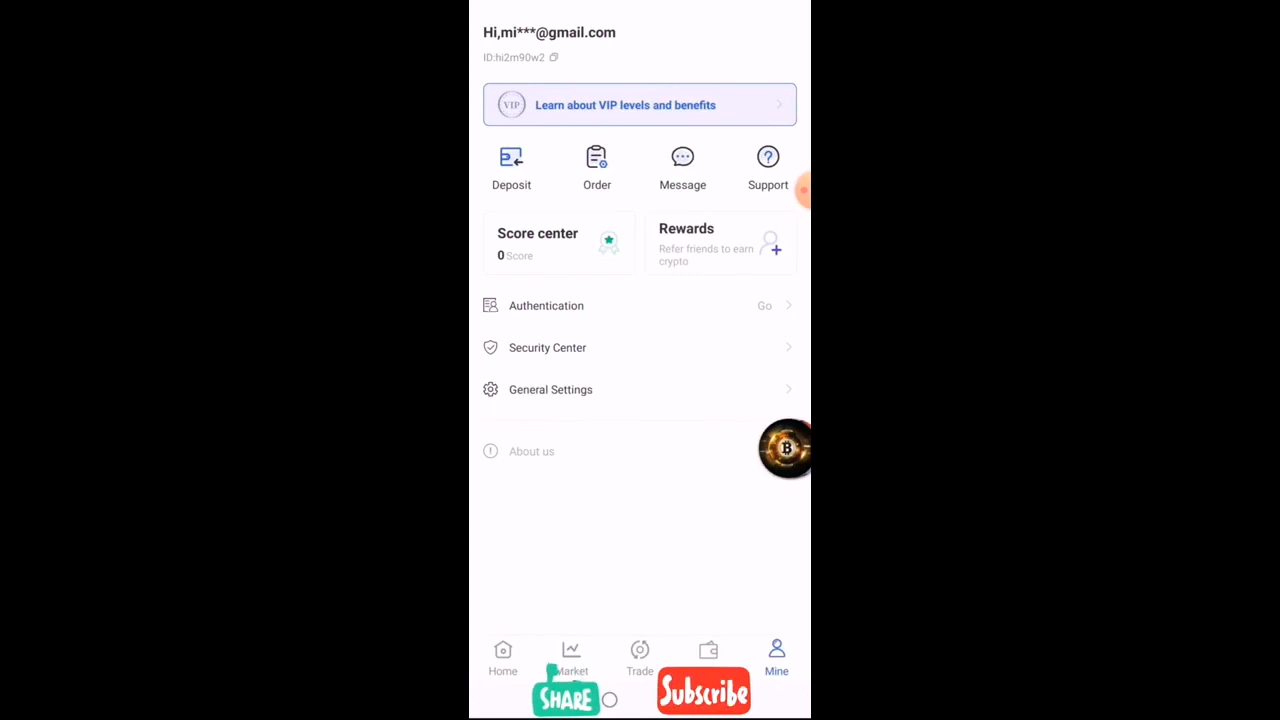 Hi,mi***@gmail.com
ID:hi2m90w2
VIP
Learn about VIP levels and benefits
Deposit
Order
Message
Support
Score center
0 Score
Rewards
Refer friends to earn
crypto
Authentication
Go
Security Center
General Settings
About us
Home
Market
Trade
Mine
SHARE
Subscribe